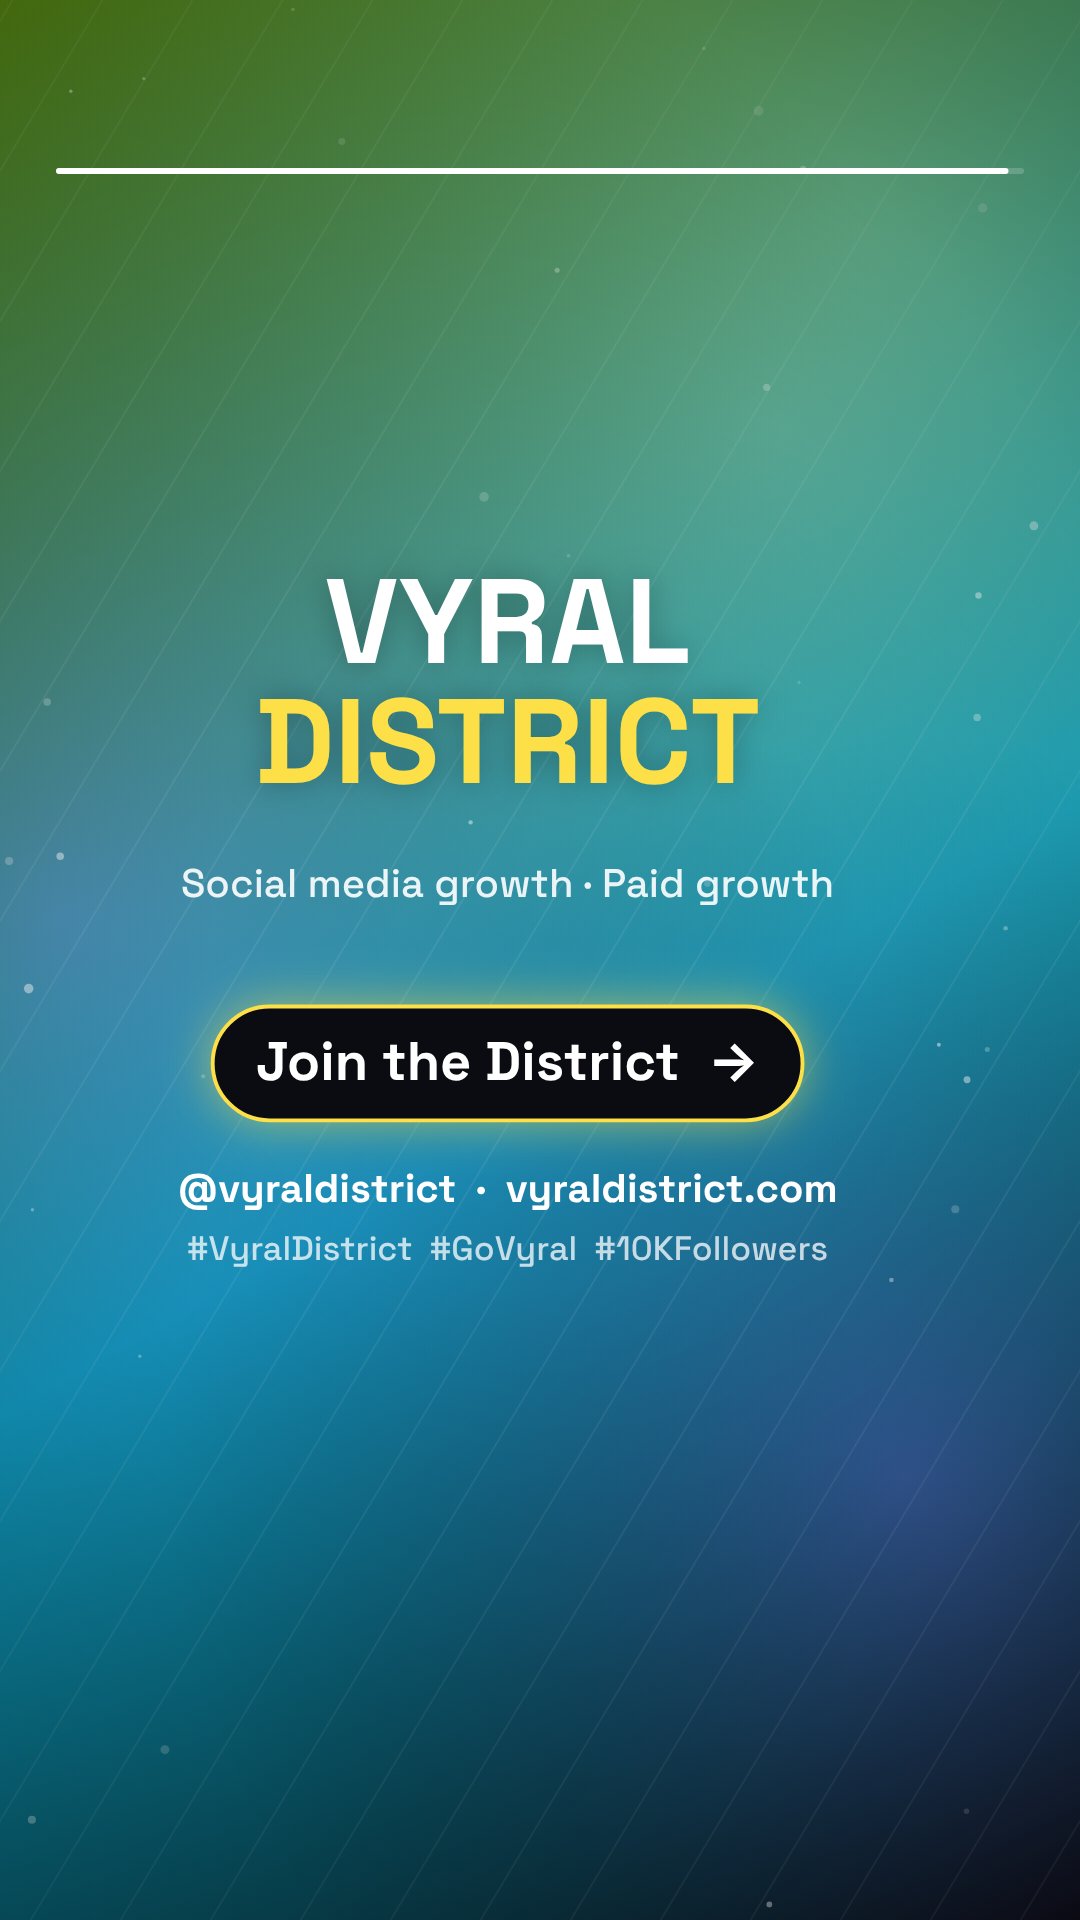 VYRAL
DISTRICT
Social media growth · Paid growth
Join the District →
@vyraldistrict · vyraldistrict.com
#VyralDistrict #GoVyral #10KFollowers